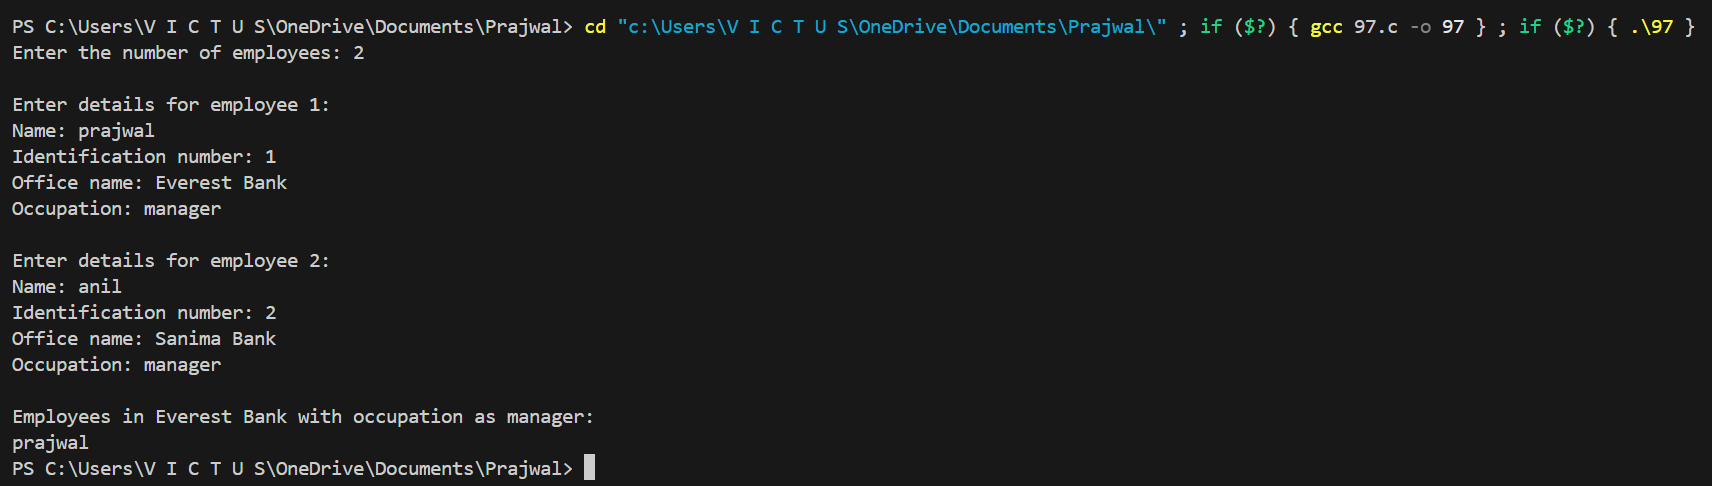 PS C:\Users\V I C T U S\OneDrive\Documents\Prajwal> cd "c:\Users\V I C T U S\OneDrive\Documents\Prajwal\" ; if ($?) { gcc 97.c -o 97 } ; if ($?) { .\97 }
Enter the number of employees: 2
Enter details for employee 1:
Name: prajwal
Identification number: 1
Office name: Everest Bank
Occupation: manager
Enter details for employee 2:
Name: anil
Identification number: 2
Office name: Sanima Bank
Occupation: manager
Employees in Everest Bank with occupation as manager:
prajwal
PS C:\Users\V I C T U S\OneDrive\Documents\Prajwal>